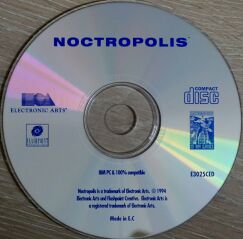 NOCTROPOLIS™
ELECTRONIC ARTS®
COMPACT
disc
IBM PC & 100% compatible
E3025CED
Noctropolis is a trademark of Electronic Arts. © 1994
Electronic Arts and Flashpoint Creative. Electronic Arts is
a registered trademark of Electronic Arts.
Made in E.C